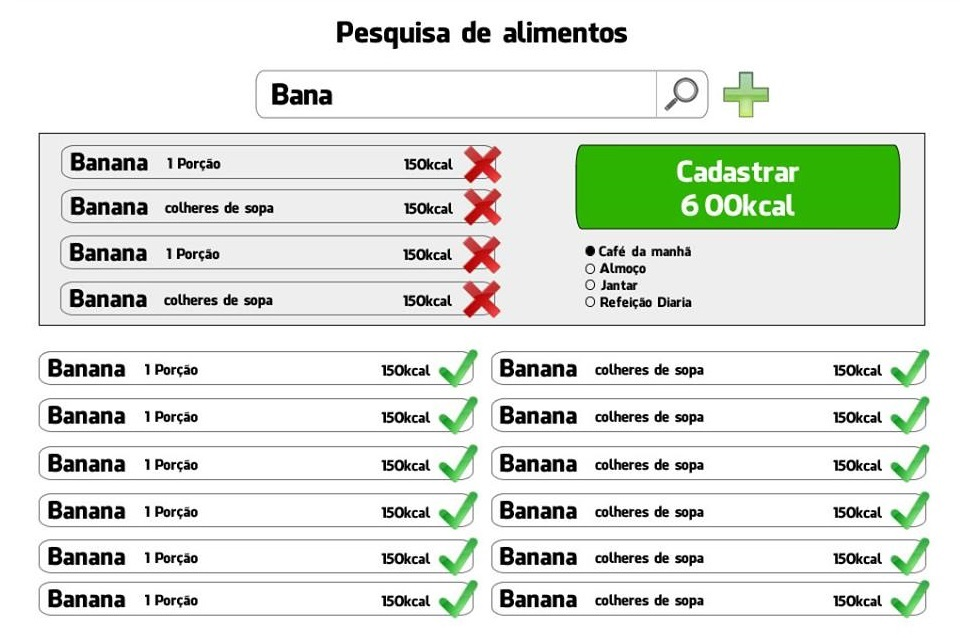 Pesquisa de alimentos
Bana
Banana 1 Porção 150kcal
Banana colheres de sopa 150kcal
Banana 1 Porção 150kcal
Banana colheres de sopa 150kcal
Cadastrar
6 00kcal
Café da manhã
Almoço
Jantar
Refeição Diaria
Banana 1 Porção 150kcal
Banana colheres de sopa 150kcal
Banana 1 Porção 150kcal
Banana colheres de sopa 150kcal
Banana 1 Porção 150kcal
Banana colheres de sopa 150kcal
Banana 1 Porção 150kcal
Banana colheres de sopa 150kcal
Banana 1 Porção 150kcal
Banana colheres de sopa 150kcal
Banana 1 Porção 150kcal
Banana colheres de sopa 150kcal